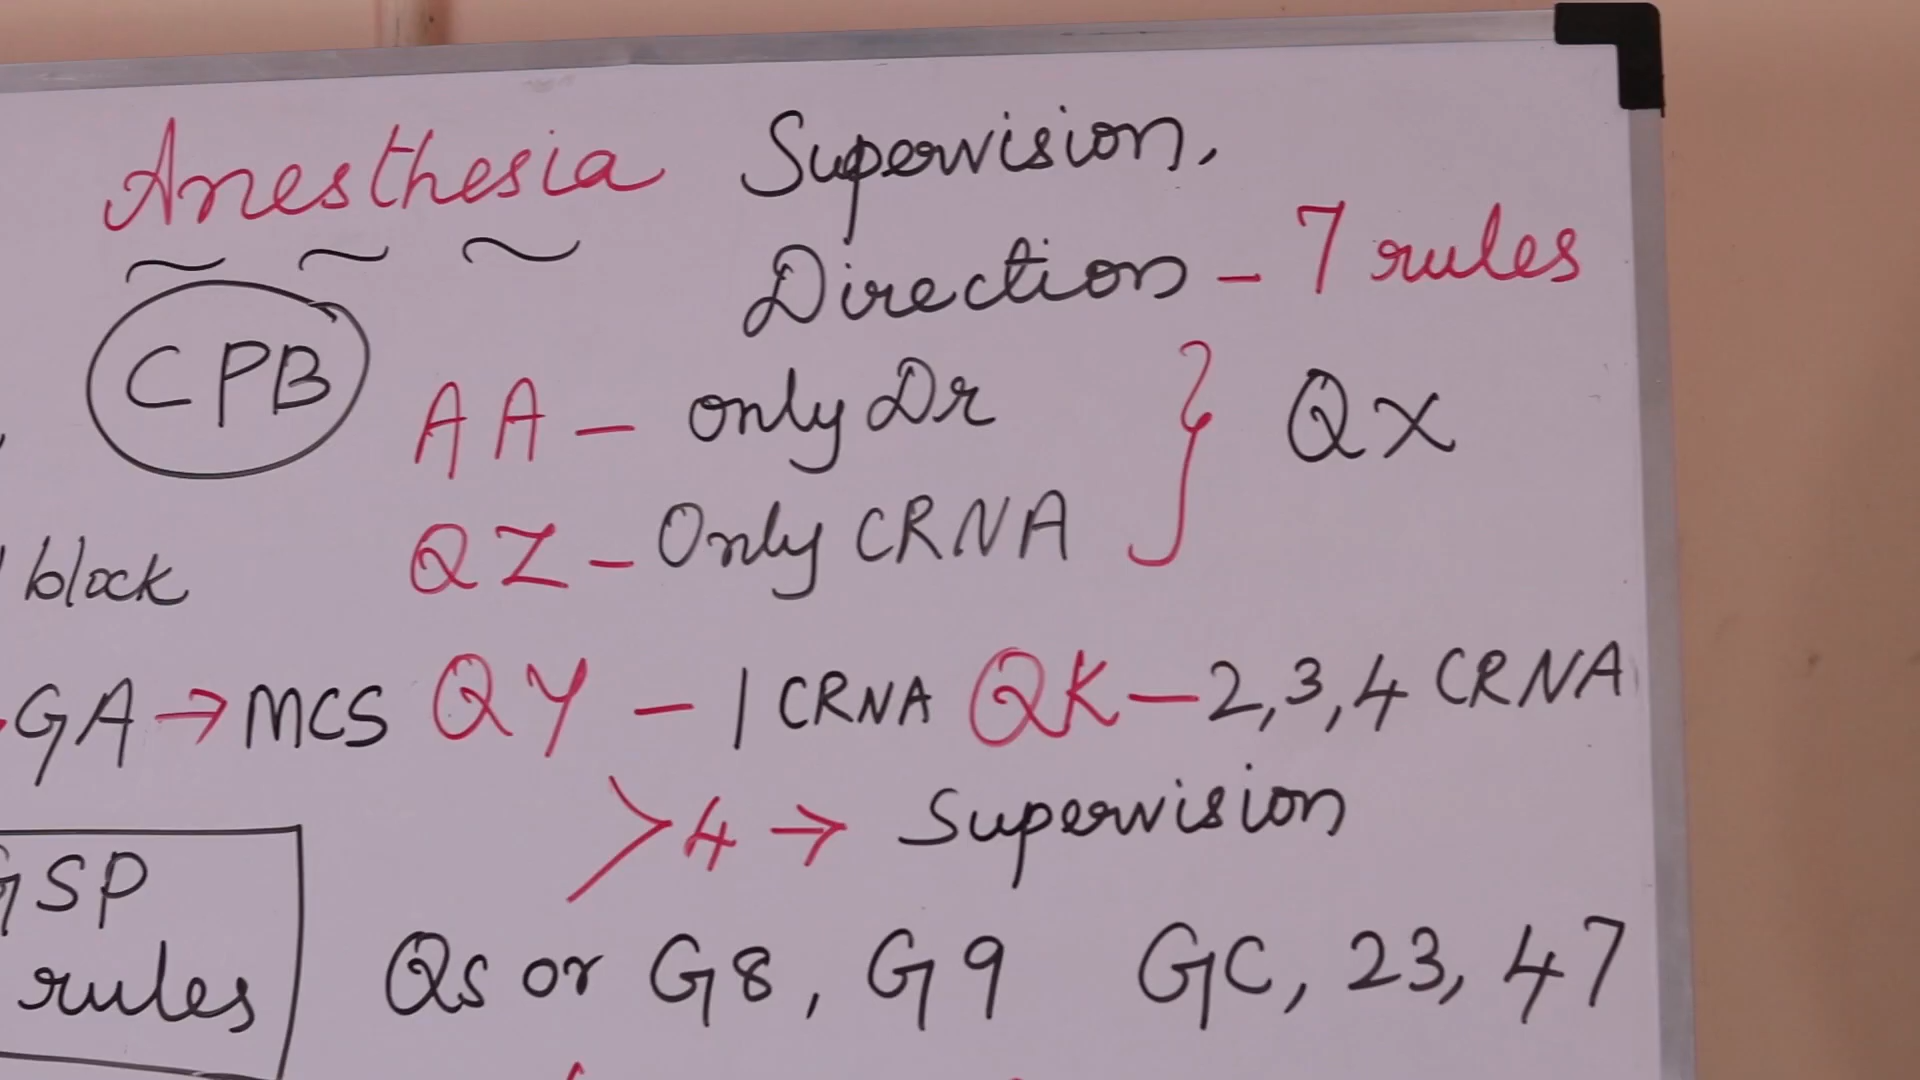 Anesthesia Supervision,
Direction - 7 rules
CPB
AA - only Dr } QX
QZ - Only CRNA
block
GA → MCS QY - 1 CRNA QK - 2,3,4 CRNA
>4 → Supervision
GSP
rules
Qs or G8, G9 GC, 23, 47